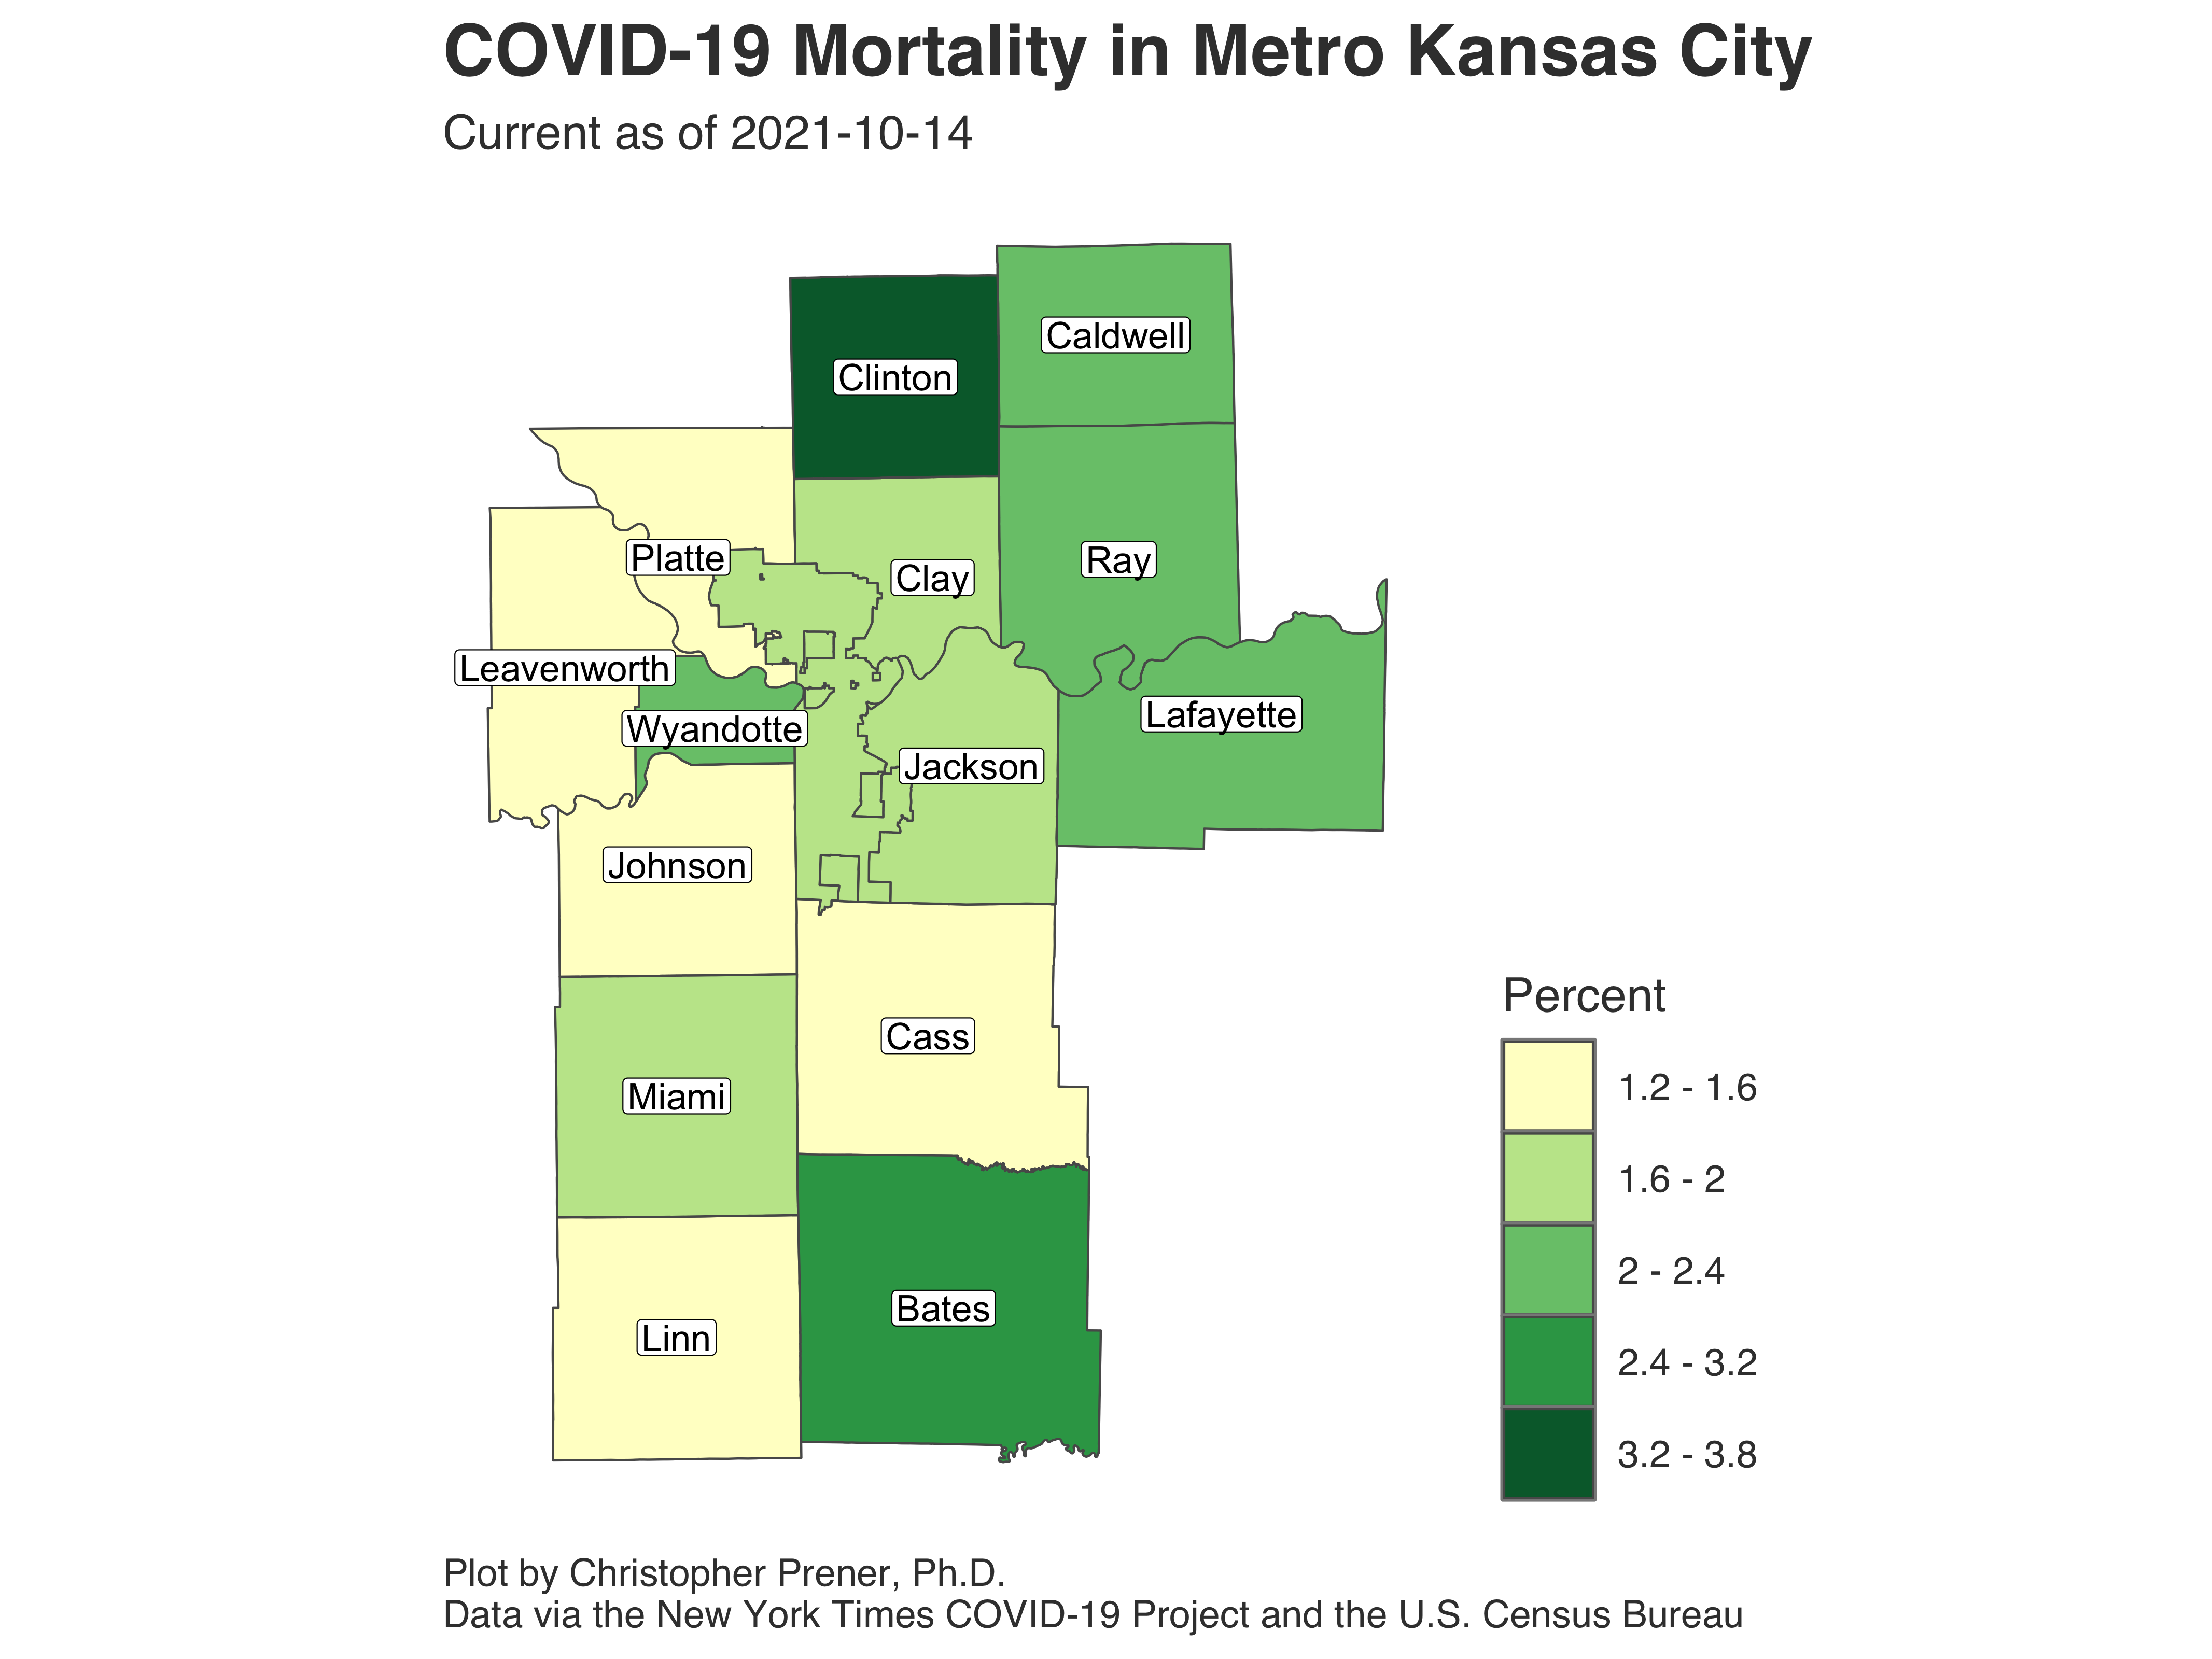 COVID-19 Mortality in Metro Kansas City
Current as of 2021-10-14
Caldwell
Clinton
Platte
Clay
Ray
Leavenworth
Wyandotte
Lafayette
Jackson
Johnson
Cass
Miami
Bates
Linn
Percent
1.2 - 1.6
1.6 - 2
2 - 2.4
2.4 - 3.2
3.2 - 3.8
Plot by Christopher Prener, Ph.D.
Data via the New York Times COVID-19 Project and the U.S. Census Bureau